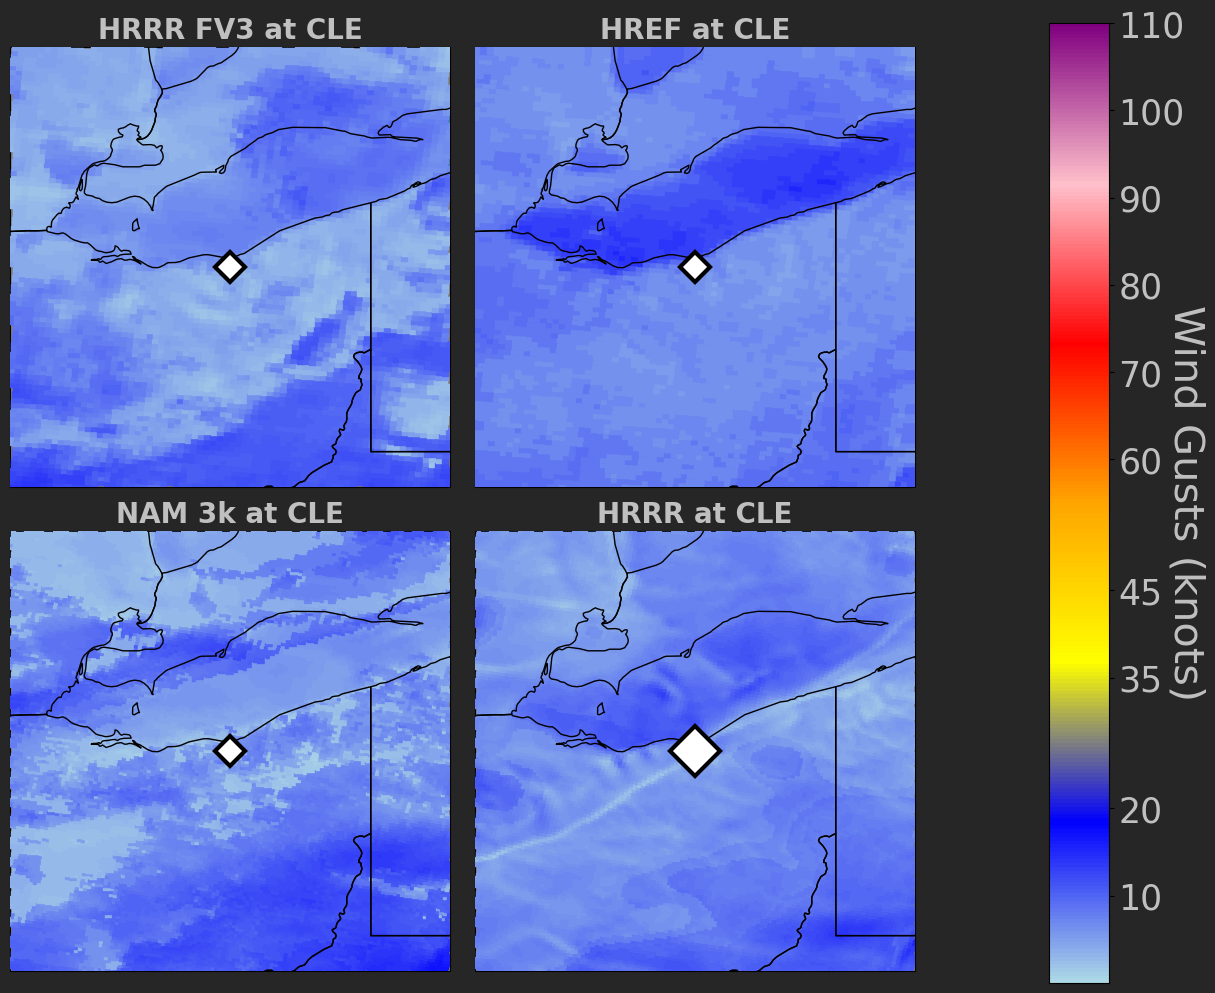 HRRR FV3 at CLE
HREF at CLE
NAM 3k at CLE
HRRR at CLE
110
100
90
80
70
60
45
35
20
10
Wind Gusts (knots)